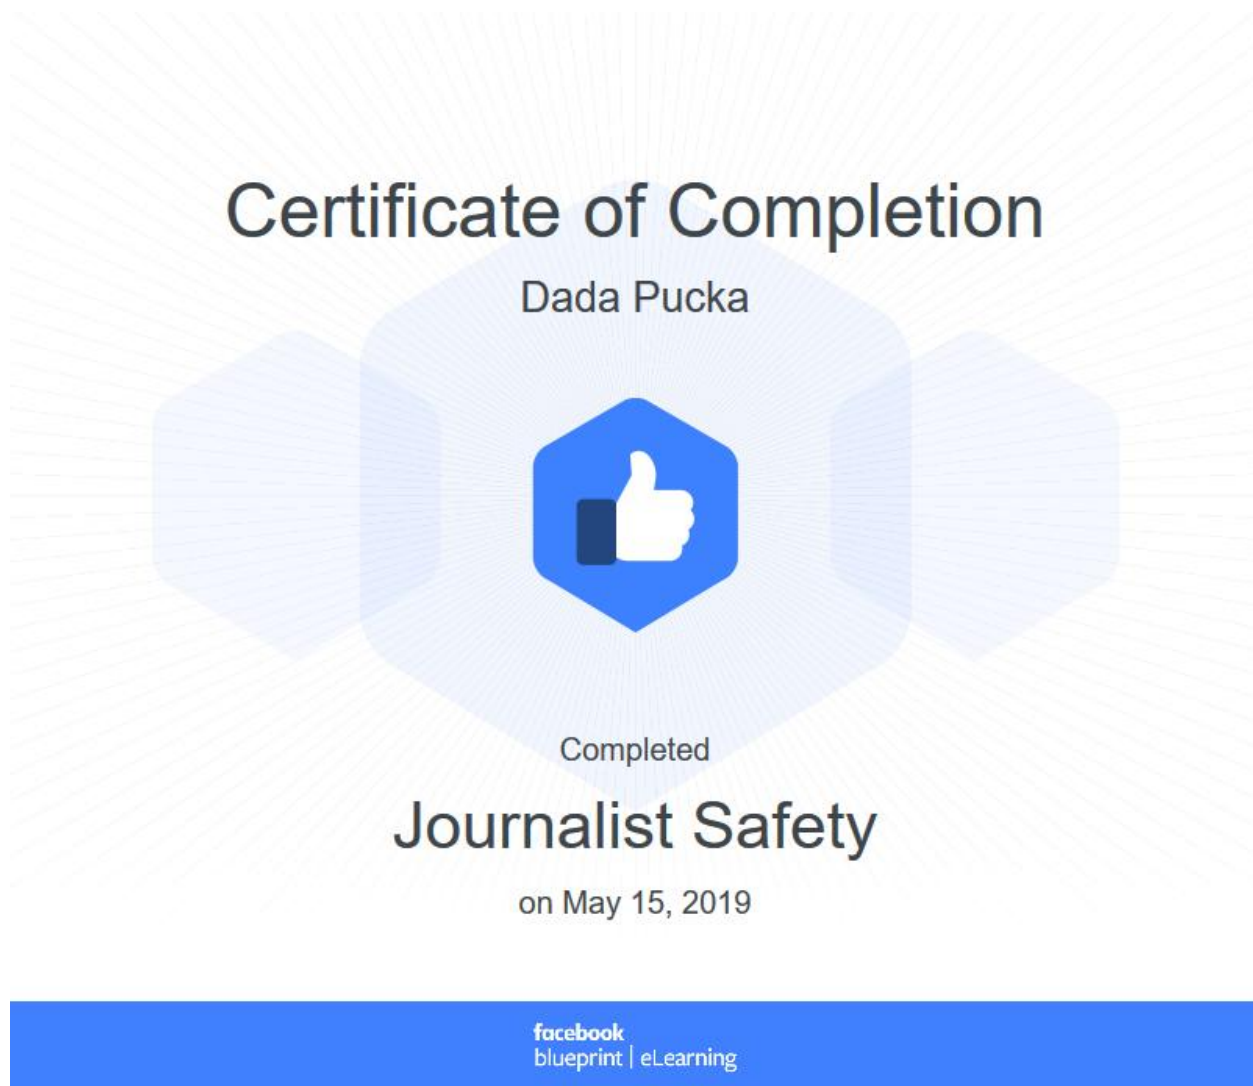 Certificate of Completion
Dada Pucka
Completed
Journalist Safety
on May 15, 2019
facebook
blueprint | eLearning